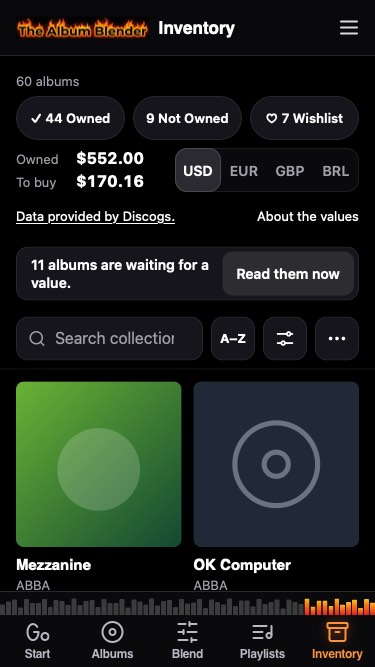 The Album Blender Inventory
60 albums
✓ 44 Owned 9 Not Owned ♡ 7 Wishlist
Owned $552.00
To buy $170.16
USD EUR GBP BRL
Data provided by Discogs. About the values
11 albums are waiting for a
value.
Read them now
Search collection
A–Z
Mezzanine
ABBA
OK Computer
ABBA
Go
Start Albums Blend Playlists Inventory